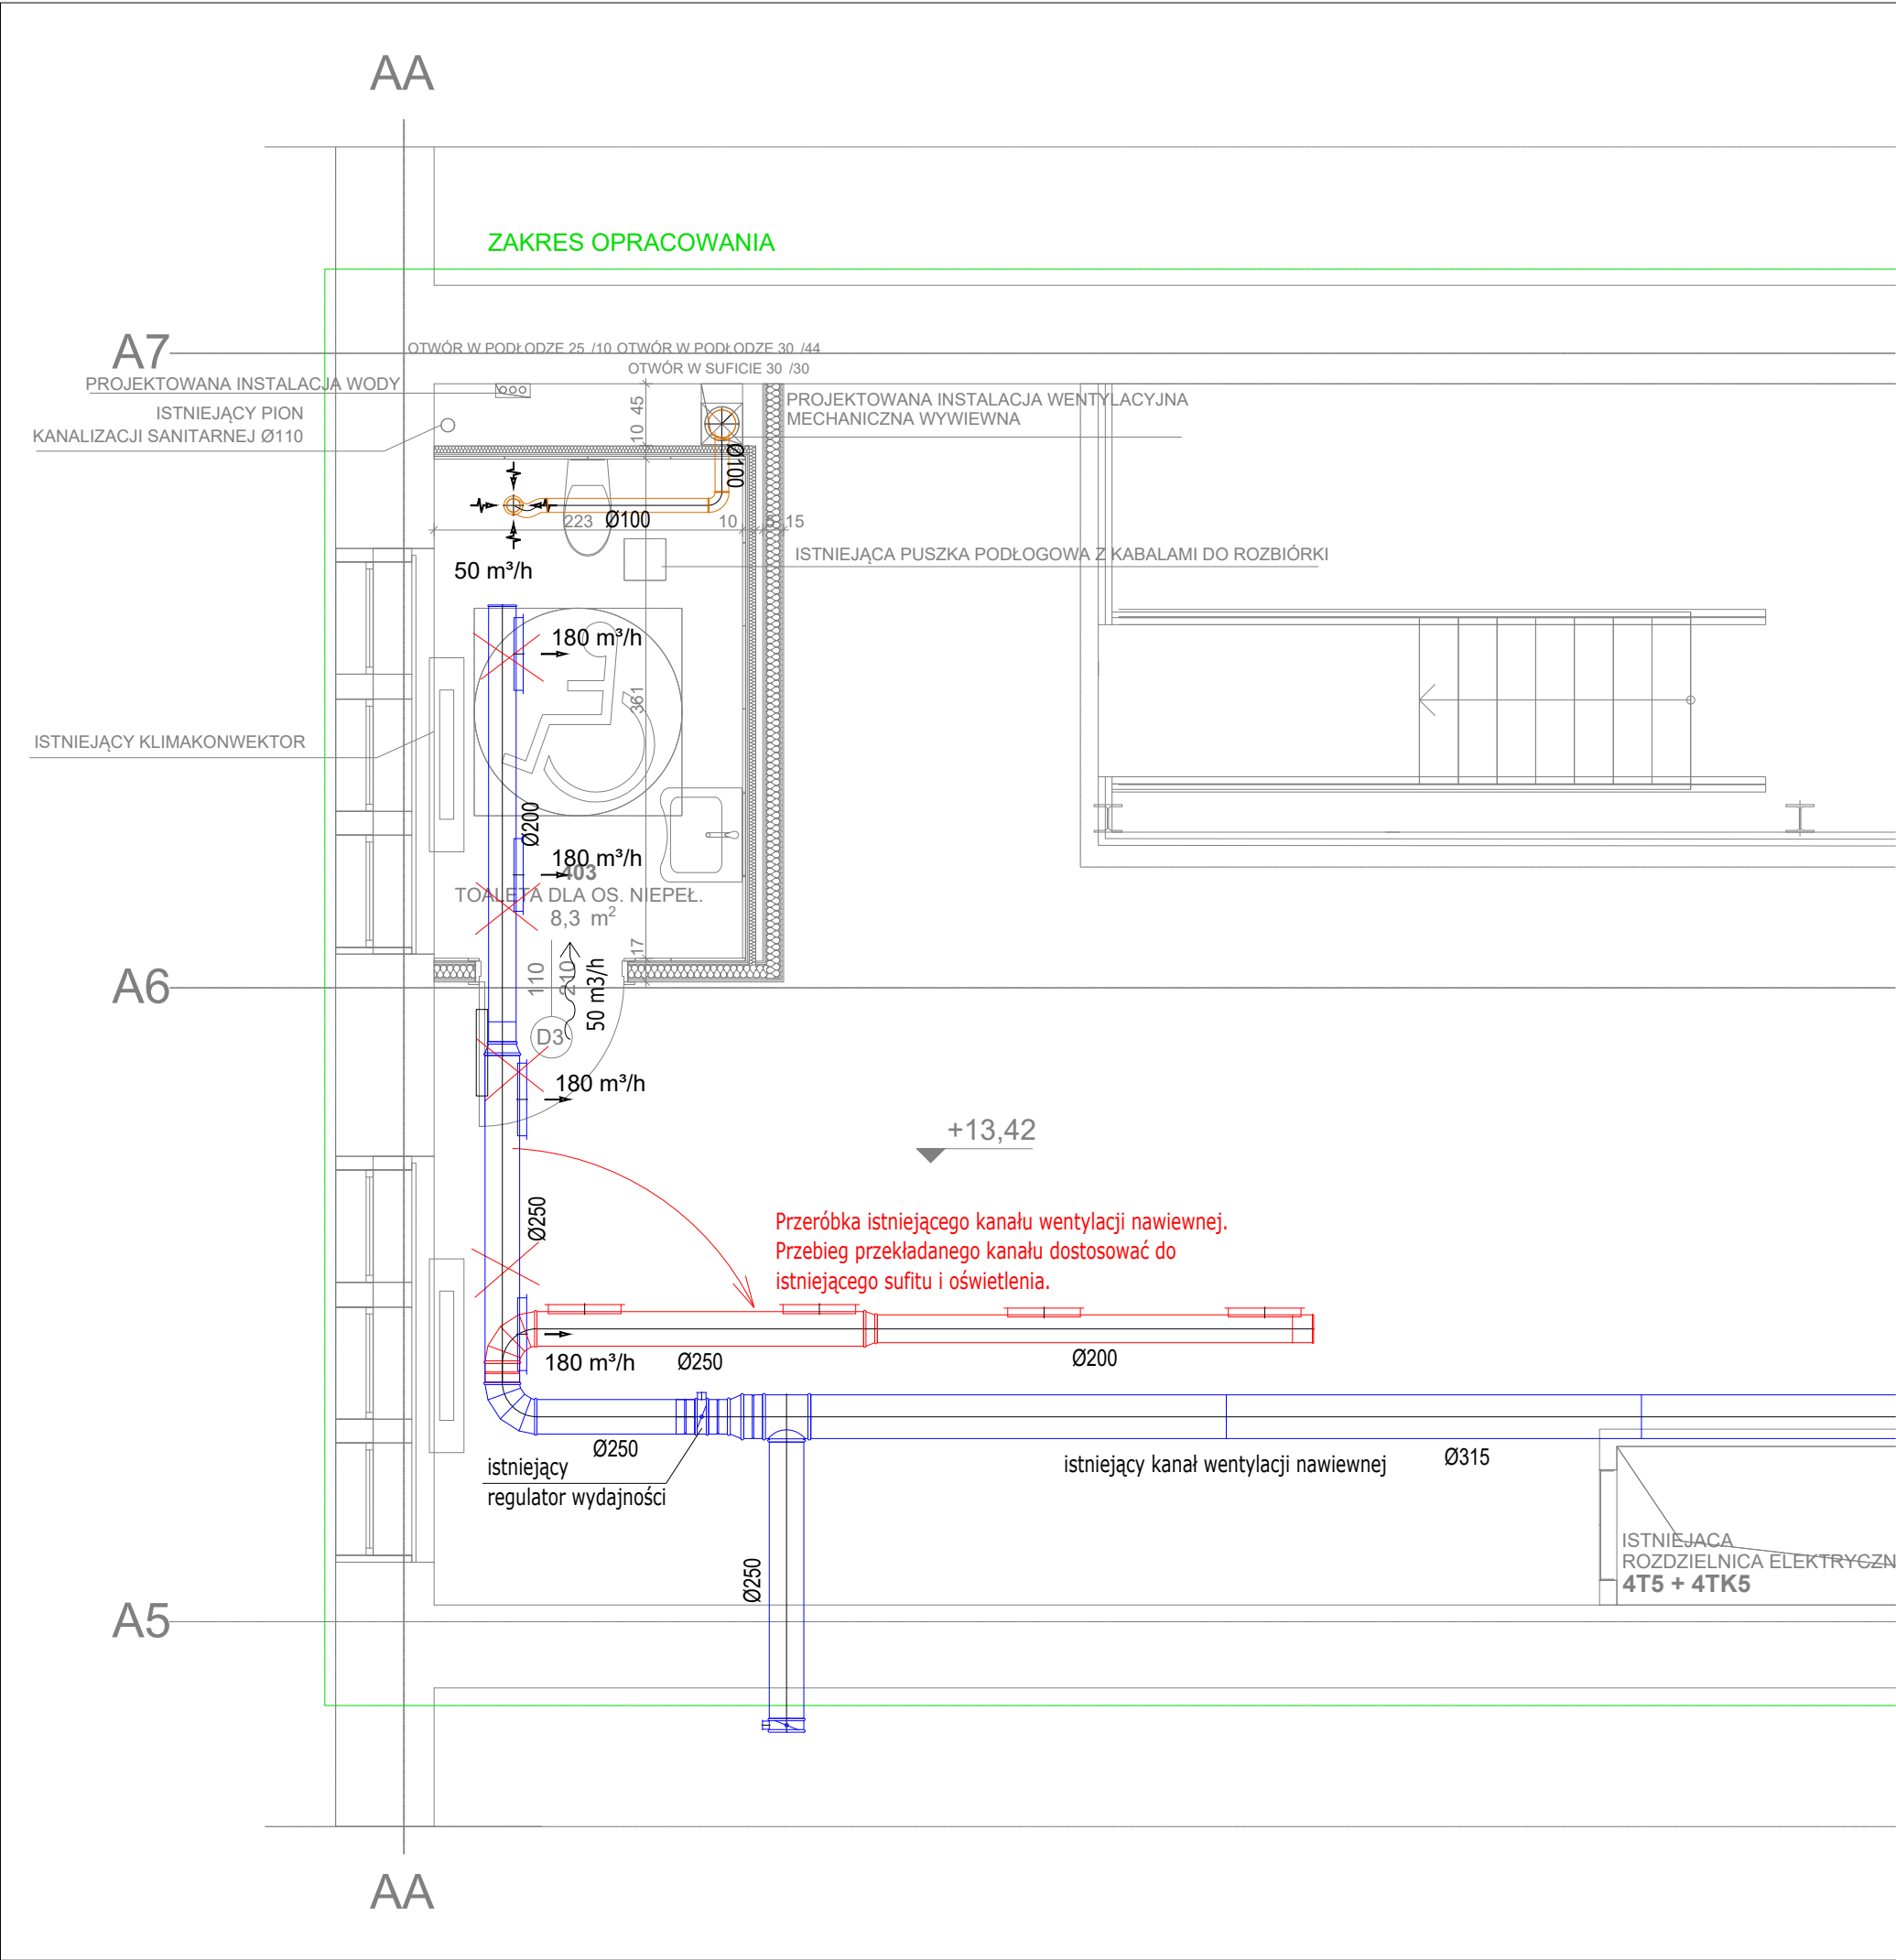 AA
ZAKRES OPRACOWANIA
A7
OTWÓR W PODŁODZE 25 /10 OTWÓR W PODŁODZE 30 /44
OTWÓR W SUFICIE 30 /30
PROJEKTOWANA INSTALACJA WODY
ISTNIEJĄCY PION
KANALIZACJI SANITARNEJ Ø110
PROJEKTOWANA INSTALACJA WENTYLACYJNA
MECHANICZNA WYWIEWNA
45
10
Ø100
223
Ø100
10
15
50 m³/h
ISTNIEJĄCA PUSZKA PODŁOGOWA Z KABALAMI DO ROZBIÓRKI
180 m³/h
361
ISTNIEJĄCY KLIMAKONWEKTOR
Ø200
180 m³/h
403
TOALETA DLA OS. NIEPEŁ.
8,3 m²
17
110
210
50 m3/h
A6
D3
180 m³/h
+13,42
Ø250
Przeróbka istniejącego kanału wentylacji nawiewnej.
Przebieg przekładanego kanału dostosować do
istniejącego sufitu i oświetlenia.
180 m³/h
Ø250
Ø200
Ø250
istniejący
regulator wydajności
istniejący kanał wentylacji nawiewnej
Ø315
Ø250
ISTNIEJACA
ROZDZIELNICA ELEKTRYCZN
4T5 + 4TK5
A5
AA